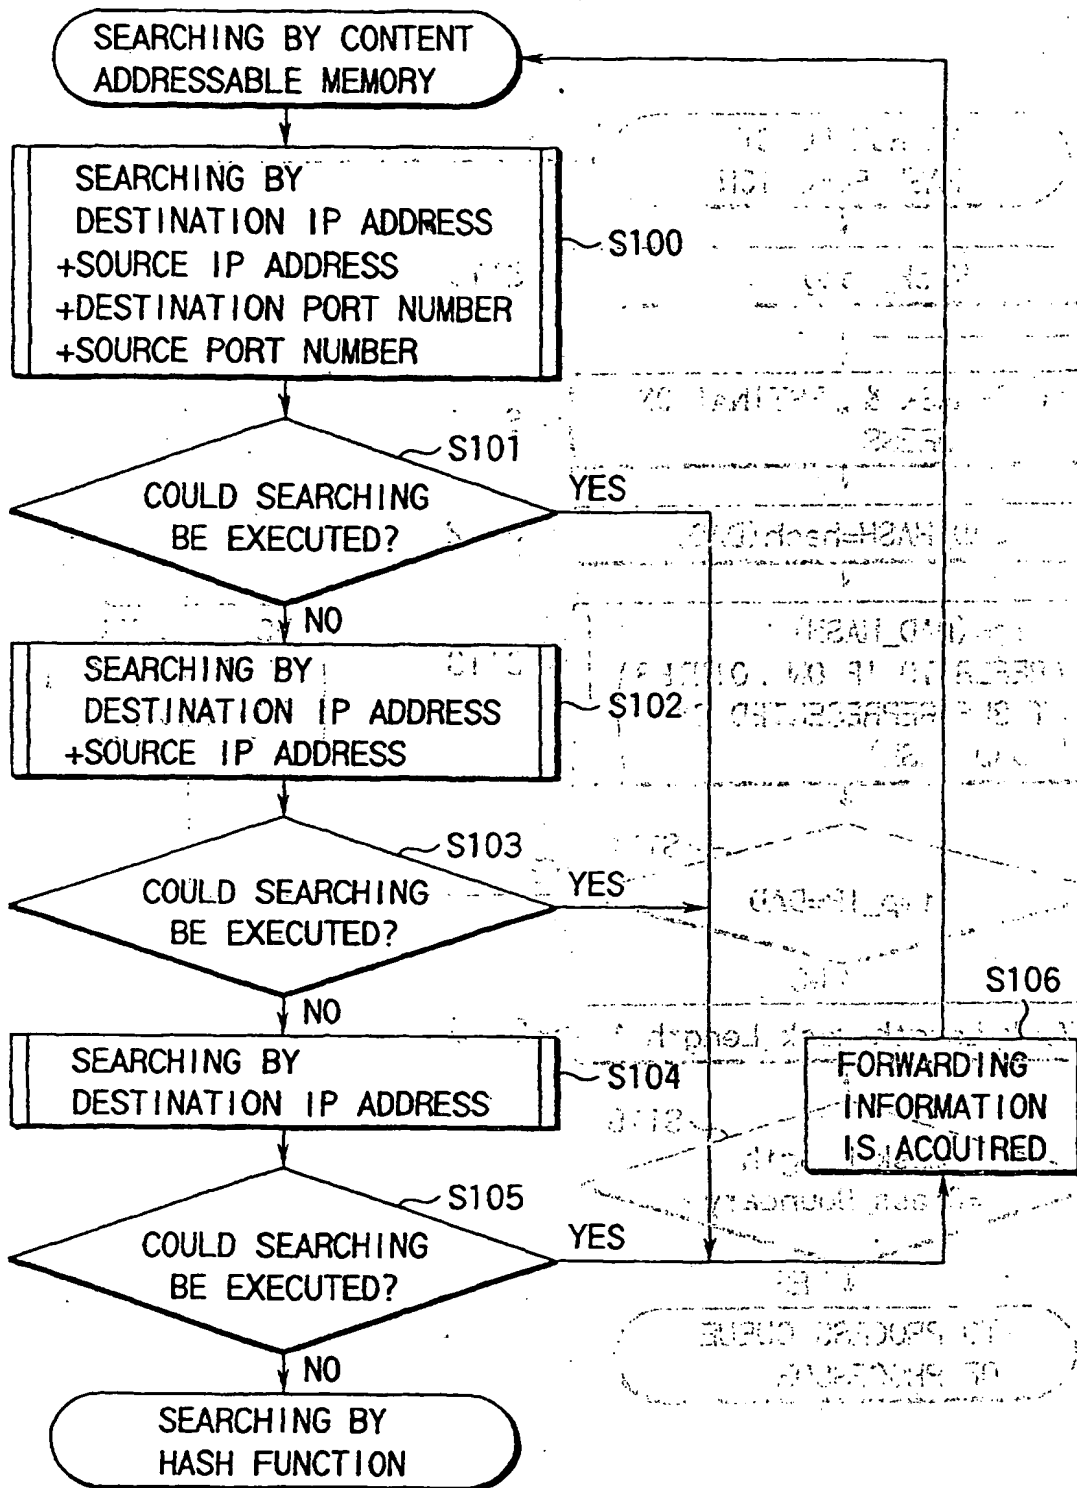 SEARCHING BY CONTENT
ADDRESSABLE MEMORY
SEARCHING BY
DESTINATION IP ADDRESS
+SOURCE IP ADDRESS
+DESTINATION PORT NUMBER
+SOURCE PORT NUMBER
S100
S101
COULD SEARCHING
BE EXECUTED?
YES
NO
SEARCHING BY
DESTINATION IP ADDRESS
+SOURCE IP ADDRESS
S102
S103
COULD SEARCHING
BE EXECUTED?
YES
NO
SEARCHING BY
DESTINATION IP ADDRESS
S104
S105
COULD SEARCHING
BE EXECUTED?
YES
NO
S106
FORWARDING
INFORMATION
IS ACQUIRED
SEARCHING BY
HASH FUNCTION